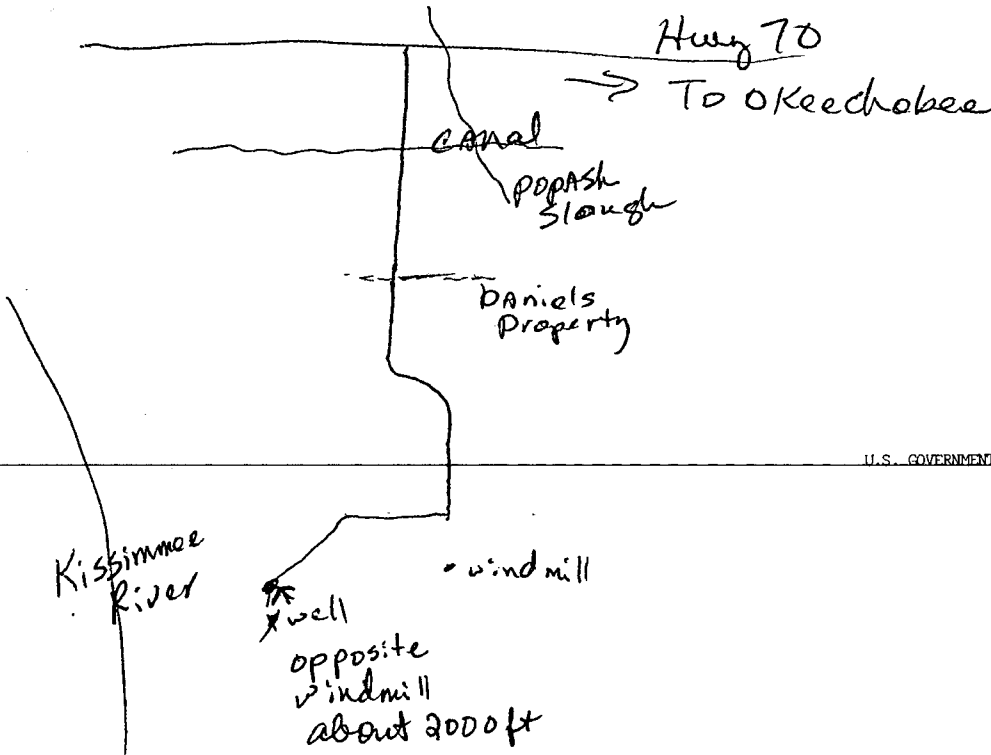 Hwy 70
To OKeechobee
CANAL
POPASH
Slough
DANiels
Property
U.S. GOVERNMENT
Kissimmee
River
windmill
well
opposite
windmill
about 2000 ft